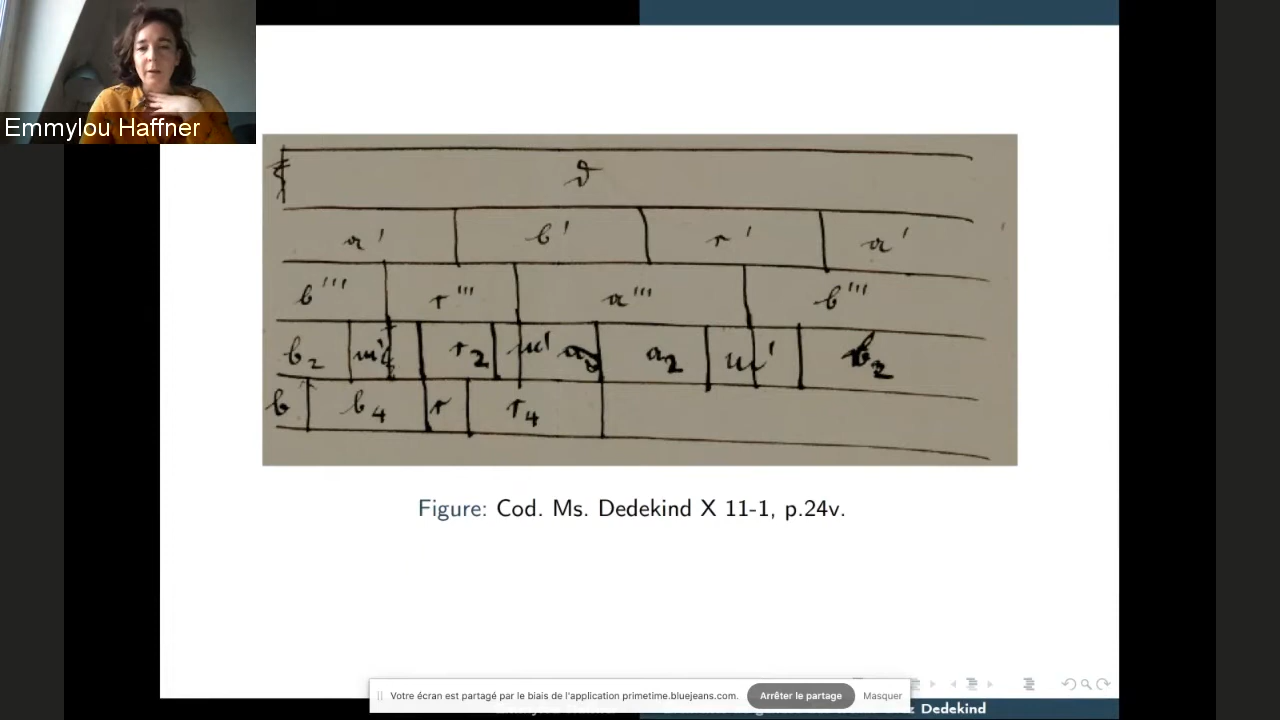 Emmylou Haffner
a' b' r' a'
b''' r''' a''' b'''
b2 m' r2 m' a2 m' b2
b b4 r r4
Figure: Cod. Ms. Dedekind X 11-1, p.24v.
Votre écran est partagé par le biais de l'application primetime.bluejeans.com. Arrêter le partage Masquer
Dedekind